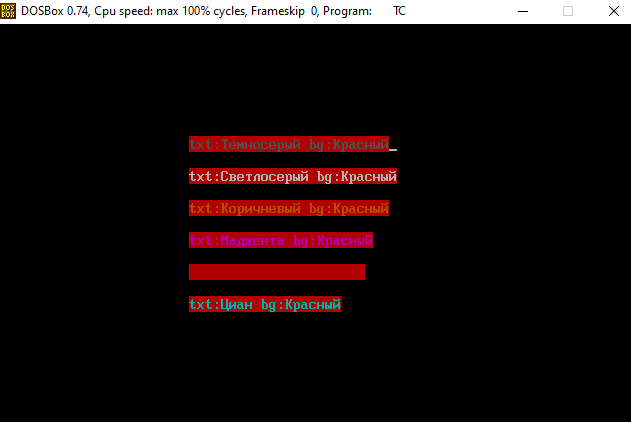 DOSBox 0.74, Cpu speed: max 100% cycles, Frameskip 0, Program: TC
txt:Темносерый bg:Красный_
txt:Светлосерый bg:Красный
txt:Коричневый bg:Красный
txt:Маджента bg:Красный
txt:Циан bg:Красный